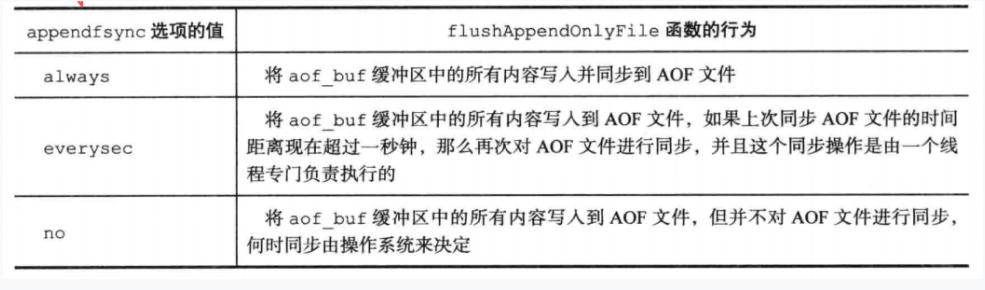 appendfsync 选项的值 flushAppendOnlyFile 函数的行为
always 将 aof_buf 缓冲区中的所有内容写入并同步到 AOF 文件
将 aof_buf 缓冲区中的所有内容写入到 AOF 文件，如果上次同步 AOF 文件的时间
everysec 距离现在超过一秒钟，那么再次对 AOF 文件进行同步，并且这个同步操作是由一个线
程专门负责执行的
no 将 aof_buf 缓冲区中的所有内容写入到 AOF 文件，但并不对 AOF 文件进行同步，
何时同步由操作系统来决定